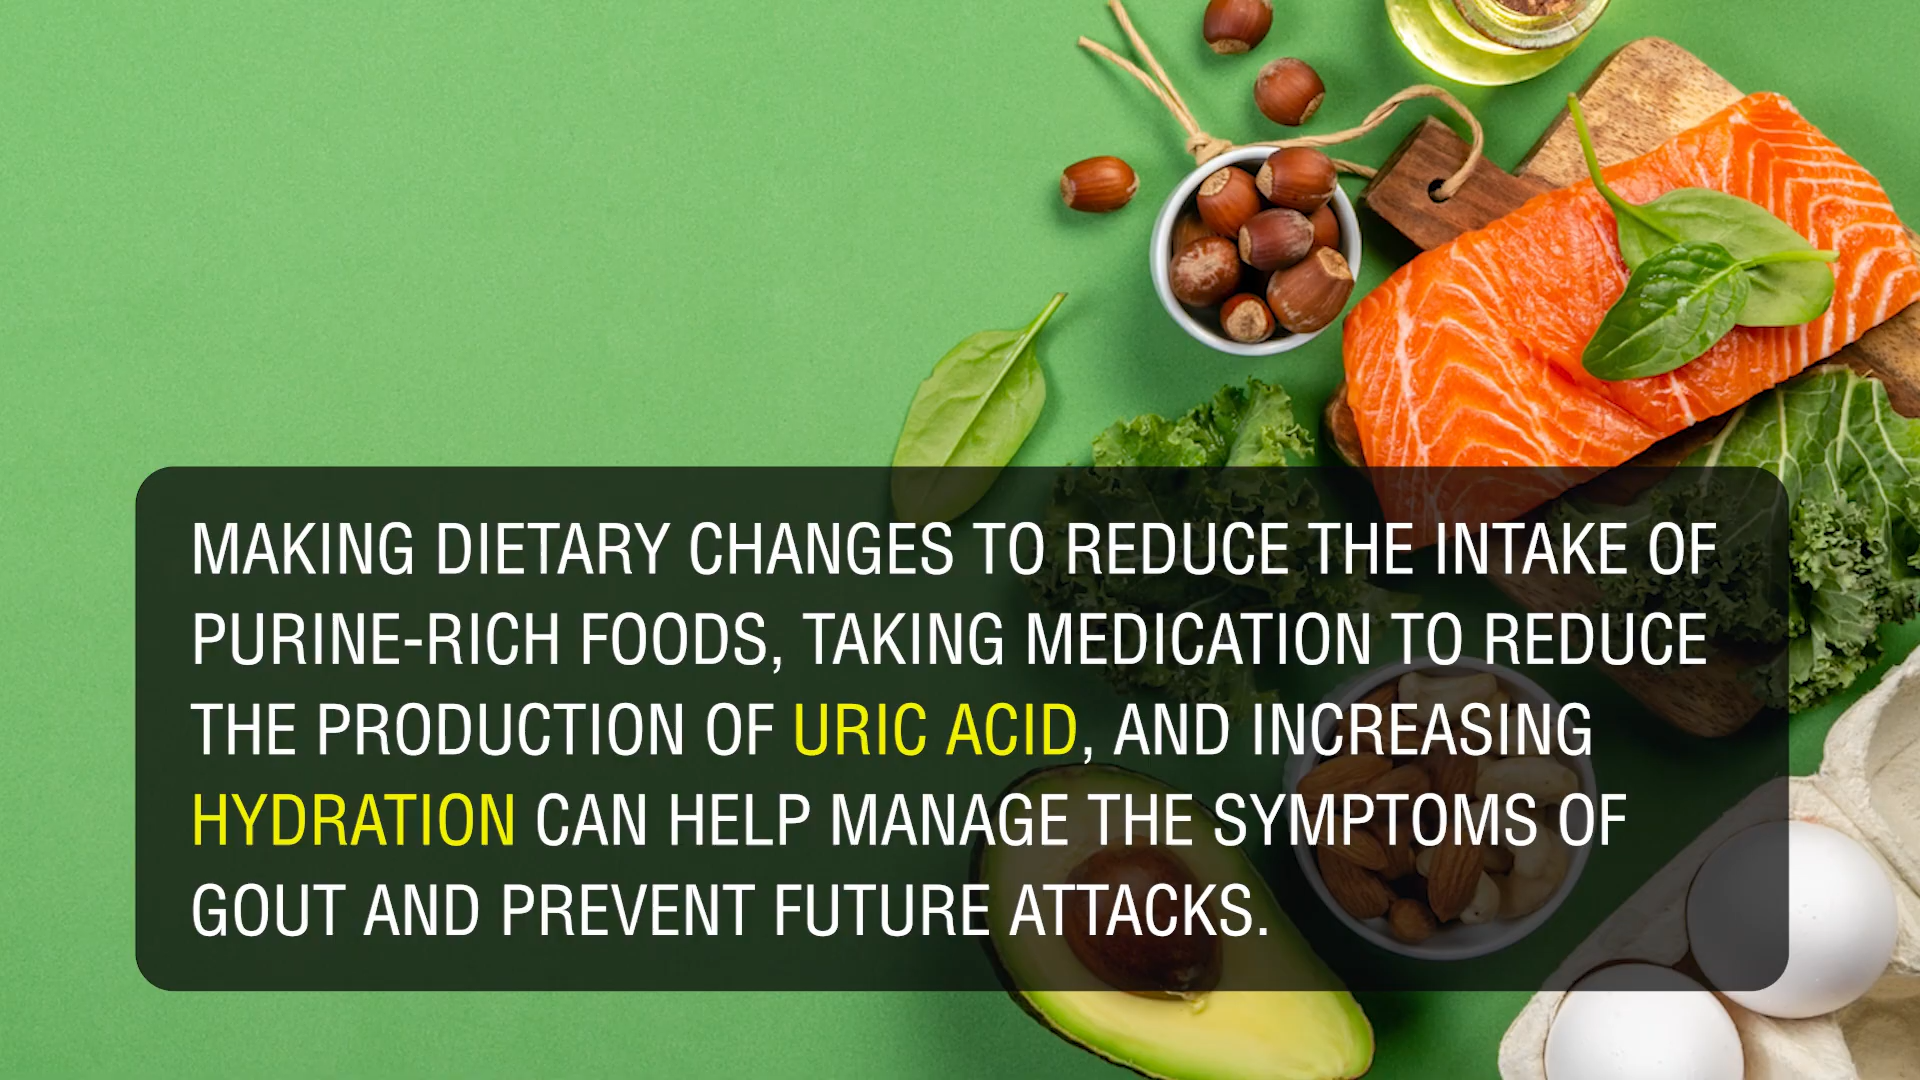 MAKING DIETARY CHANGES TO REDUCE THE INTAKE OF
PURINE-RICH FOODS, TAKING MEDICATION TO REDUCE
THE PRODUCTION OF URIC ACID, AND INCREASING
HYDRATION CAN HELP MANAGE THE SYMPTOMS OF
GOUT AND PREVENT FUTURE ATTACKS.